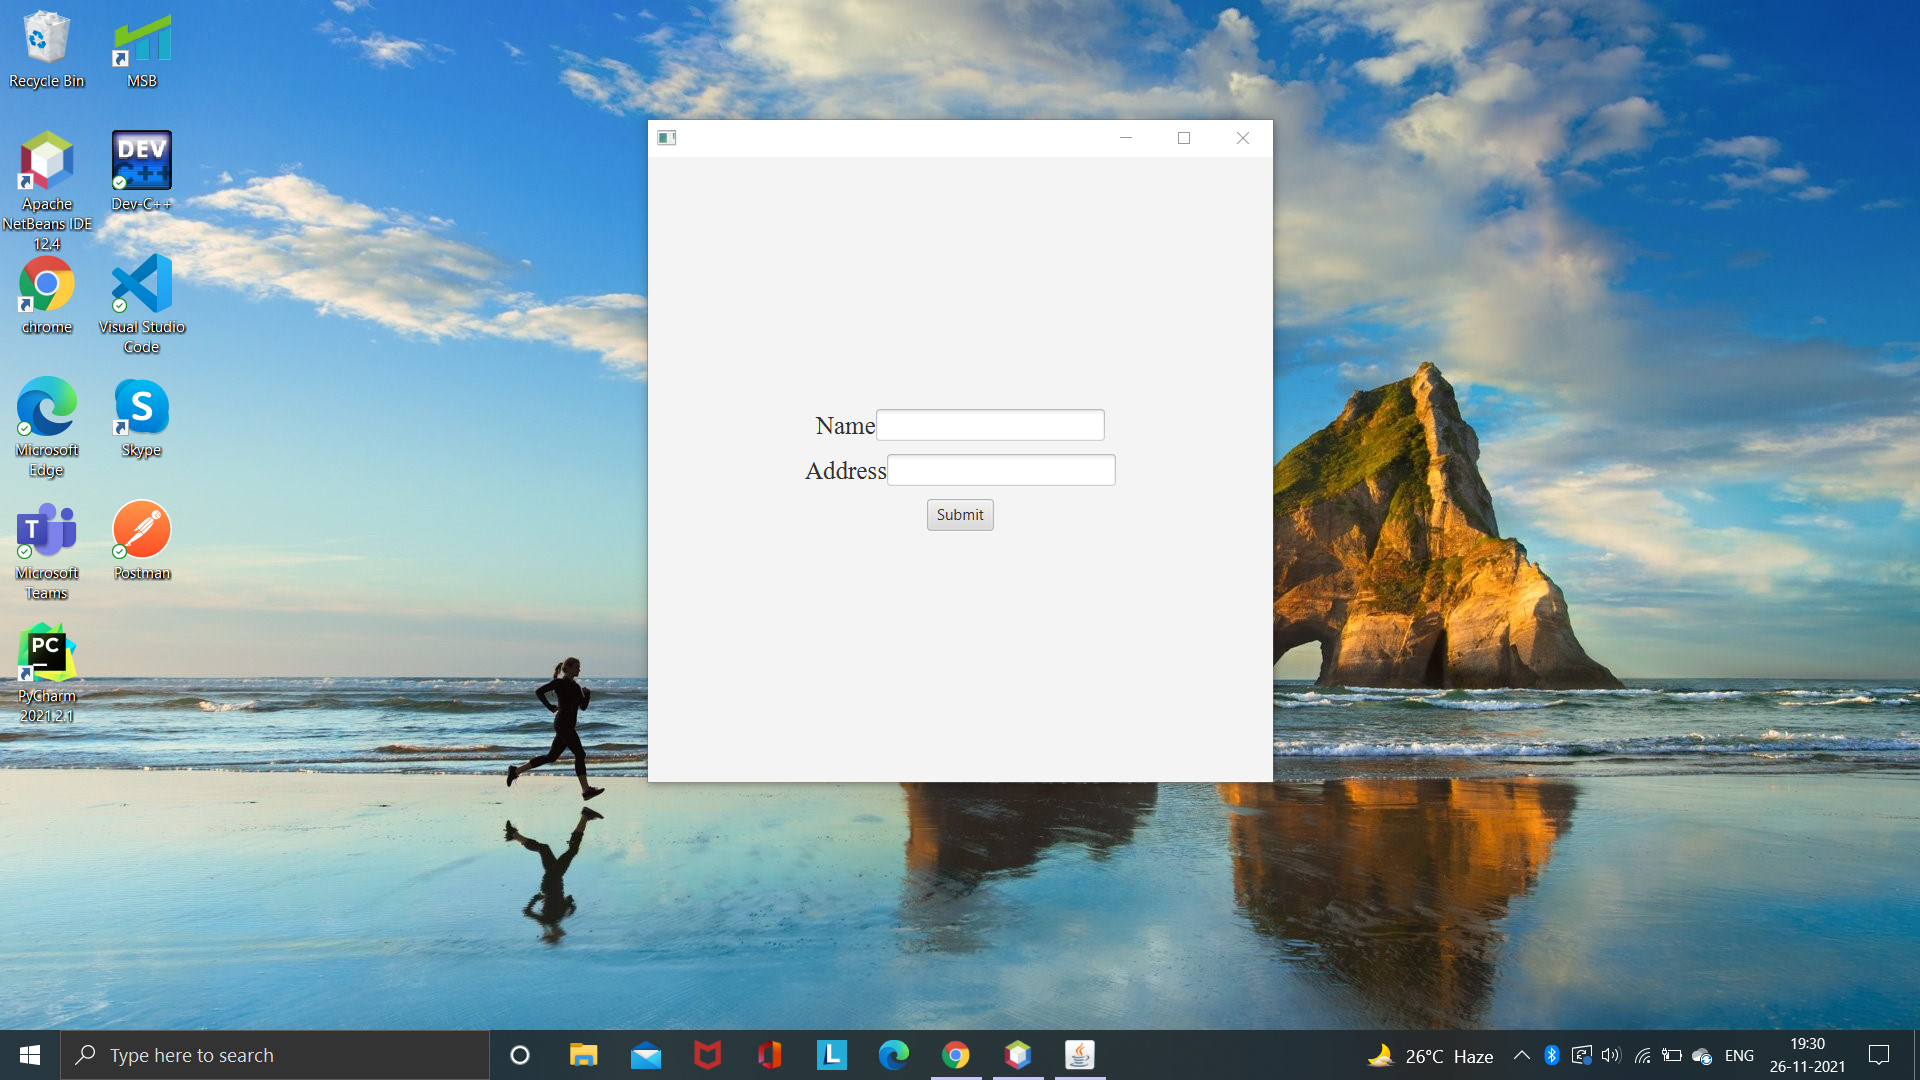 Recycle Bin
MSB
Apache
NetBeans IDE
12.4
DEV
C++
Dev-C++
chrome
Visual Studio
Code
Microsoft
Edge
S
Skype
T
Microsoft
Teams
Postman
PC
PyCharm
2021.2.1
Name
Address
Submit
Type here to search
L
26°C Haze
ENG
19:30
26-11-2021